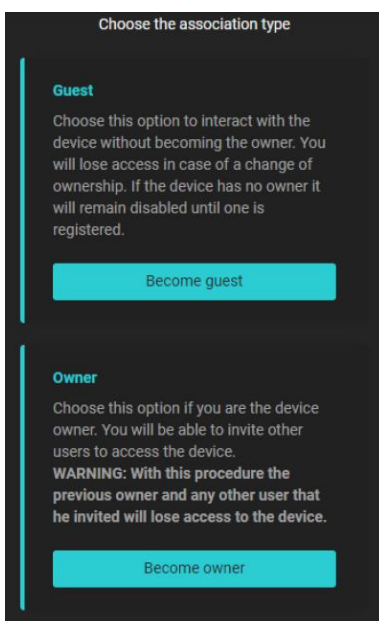 Choose the association type
Guest
Choose this option to interact with the
device without becoming the owner. You
will lose access in case of a change of
ownership. If the device has no owner it
will remain disabled until one is
registered.
Become guest
Owner
Choose this option if you are the device
owner. You will be able to invite other
users to access the device.
WARNING: With this procedure the
previous owner and any other user that
he invited will lose access to the device.
Become owner